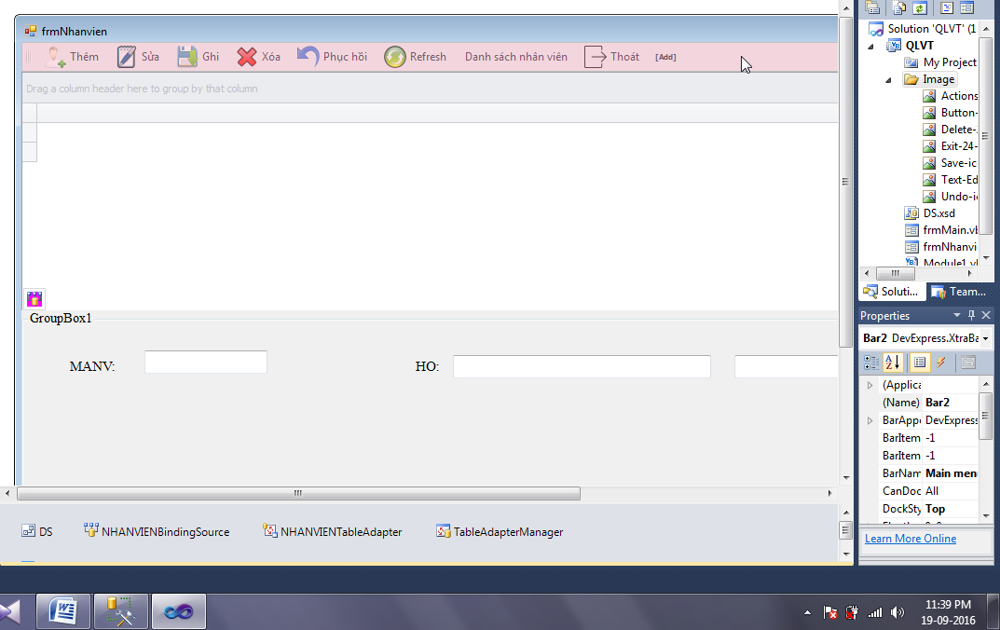 frmNhanvien
Thêm Sửa Ghi Xóa Phục hồi Refresh Danh sách nhân viên Thoát [Add]
Drag a column header here to group by that column
GroupBox1
MANV: HO:
DS NHANVIENBindingSource NHANVIENTableAdapter TableAdapterManager
Solution 'QLVT' (1
QLVT
My Project
Image
Actions
Button-
Delete-
Exit-24-
Save-ic
Text-Ed
Undo-i
DS.xsd
frmMain.vb
frmNhanvi
Module1.vl
Soluti... Team...
Properties
Bar2 DevExpress.XtraBa
(Applica
(Name) Bar2
BarAppe DevExpress
BarItem -1
BarItem -1
BarNam Main menu
CanDoc All
DockSty Top
Learn More Online
11:39 PM
19-09-2016